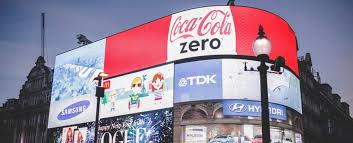 Coca-Cola
zero
SAMSUNG
TDK
HYUNDAI
VOGUE